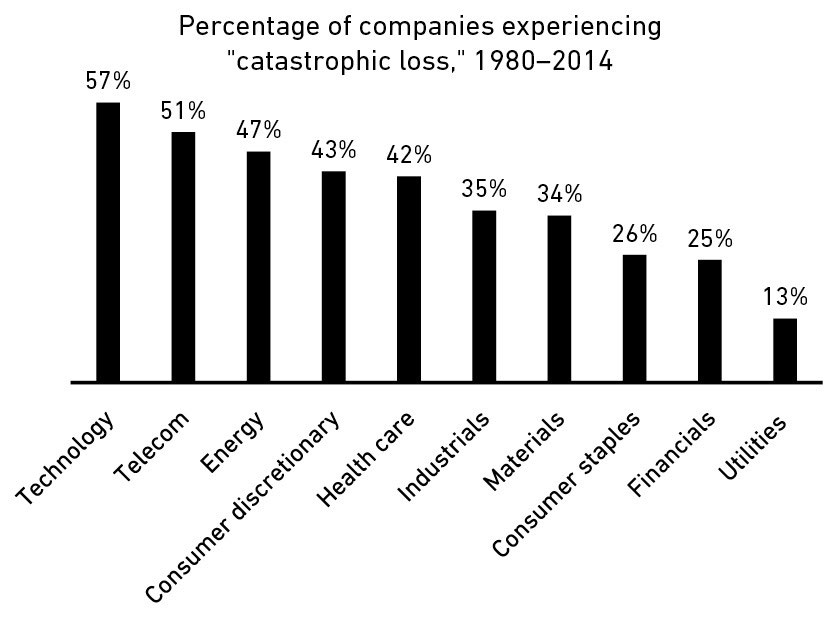 Percentage of companies experiencing
"catastrophic loss," 1980–2014
57%
51%
47%
43%
42%
35%
34%
26%
25%
13%
Technology
Telecom
Energy
Consumer discretionary
Health care
Industrials
Materials
Consumer staples
Financials
Utilities